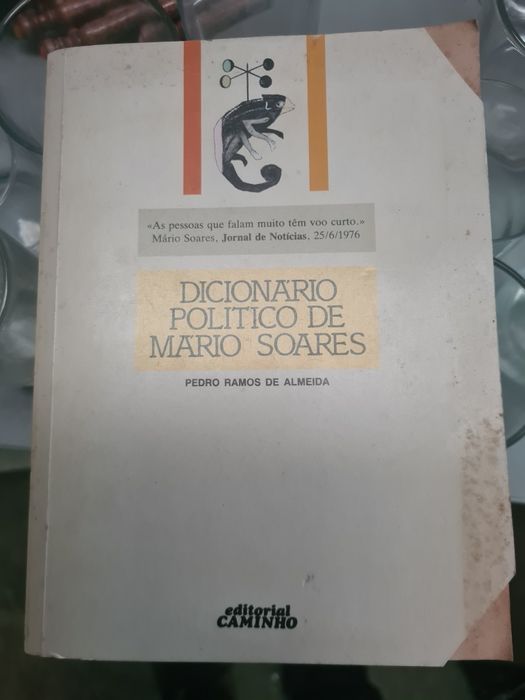 «As pessoas que falam muito têm voo curto.»
Mário Soares, Jornal de Notícias, 25/6/1976
DICIONÁRIO
POLÍTICO DE
MÁRIO SOARES
PEDRO RAMOS DE ALMEIDA
editorial
CAMINHO